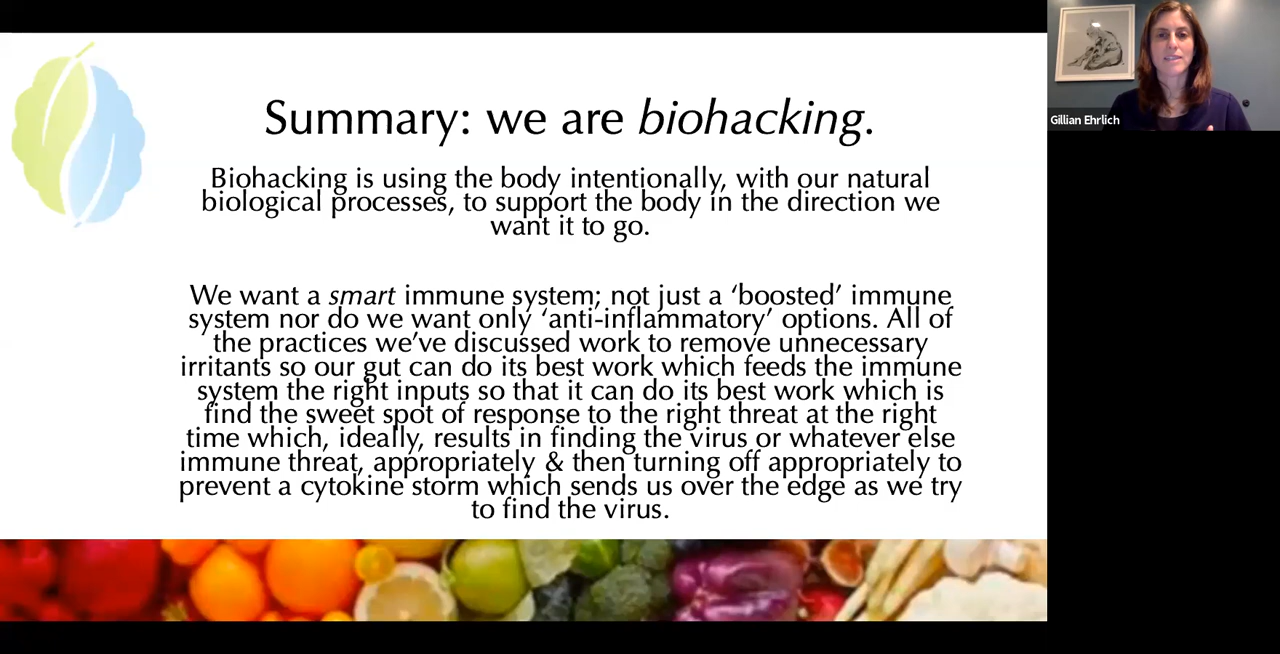 Summary: we are biohacking.
Biohacking is using the body intentionally, with our natural
biological processes, to support the body in the direction we
want it to go.
We want a smart immune system; not just a ‘boosted’ immune
system nor do we want only ‘anti-inflammatory’ options. All of
the practices we’ve discussed work to remove unnecessary
irritants so our gut can do its best work which feeds the immune
system the right inputs so that it can do its best work which is
find the sweet spot of response to the right threat at the right
time which, ideally, results in finding the virus or whatever else
immune threat, appropriately & then turning off appropriately to
prevent a cytokine storm which sends us over the edge as we try
to find the virus.
Gillian Ehrlich